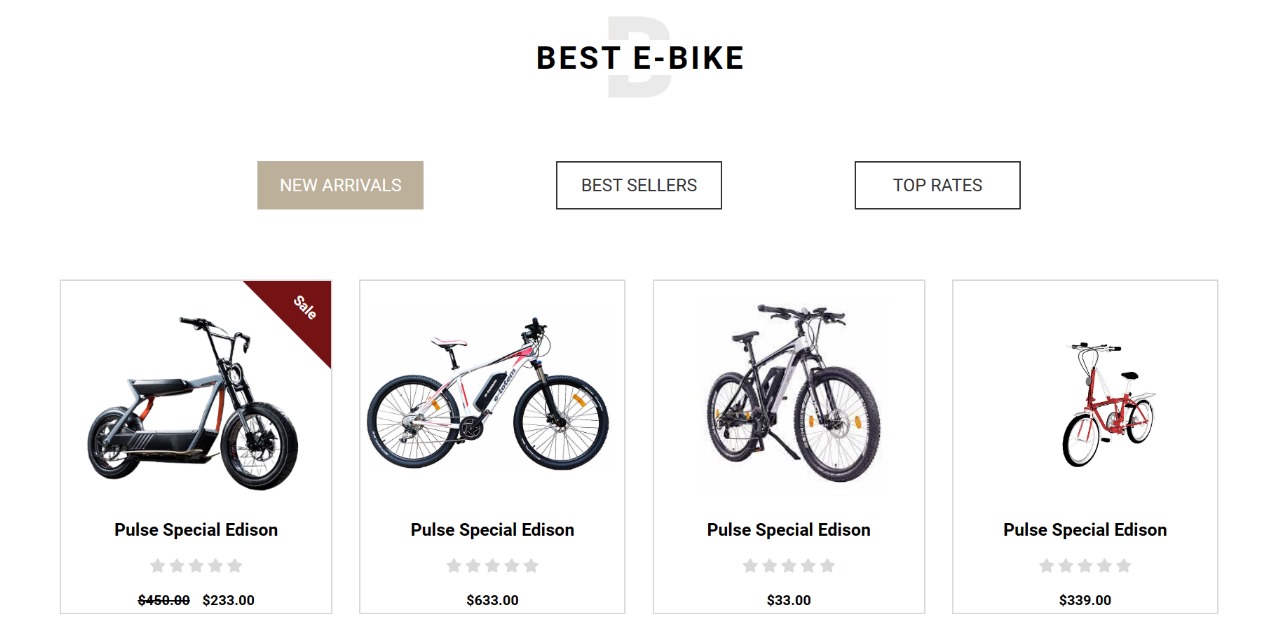 B
BEST E-BIKE
NEW ARRIVALS
BEST SELLERS
TOP RATES
Sale
Pulse Special Edison
$450.00 $233.00
Pulse Special Edison
$633.00
Pulse Special Edison
$33.00
Pulse Special Edison
$339.00